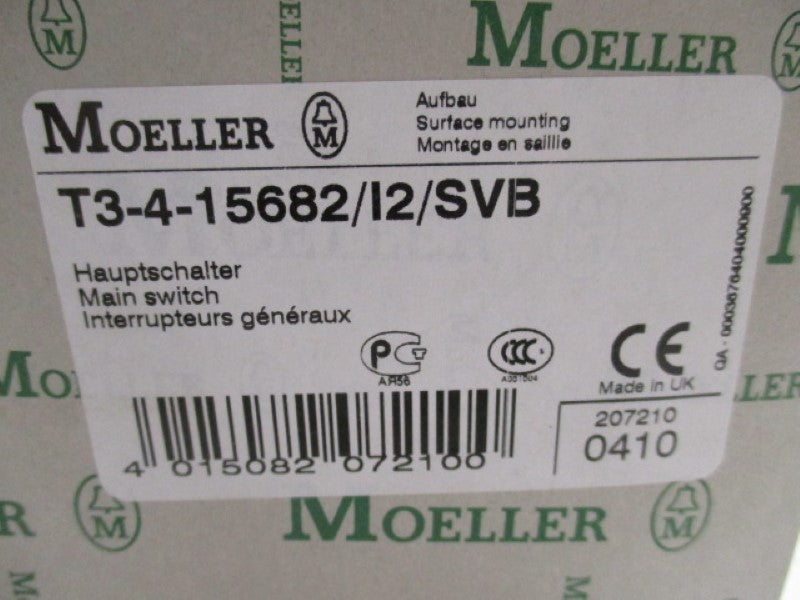 MOELLER
MOELLER
MOELLER
Aufbau
Surface mounting
Montage en saillie
T3-4-15682/I2/SVB
Hauptschalter
Main switch
Interrupteurs généraux
CE
Made in UK
4 015082 072100
207210
0410
MOELLER